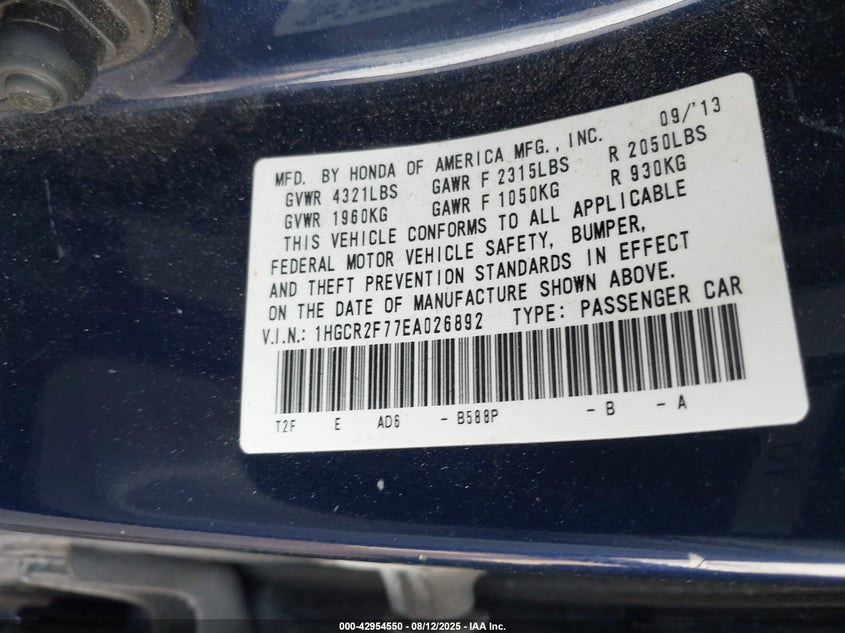 09/'13
MFD. BY HONDA OF AMERICA MFG., INC.
GVWR 4321LBS GAWR F 2315LBS R 2050LBS
GVWR 1960KG GAWR F 1050KG R 930KG
THIS VEHICLE CONFORMS TO ALL APPLICABLE
FEDERAL MOTOR VEHICLE SAFETY, BUMPER,
AND THEFT PREVENTION STANDARDS IN EFFECT
ON THE DATE OF MANUFACTURE SHOWN ABOVE.
V.I.N.: 1HGCR2F77EA026892 TYPE: PASSENGER CAR
T2F E AD6 - B588P - B - A
000-42954550 - 08/12/2025 - IAA Inc.